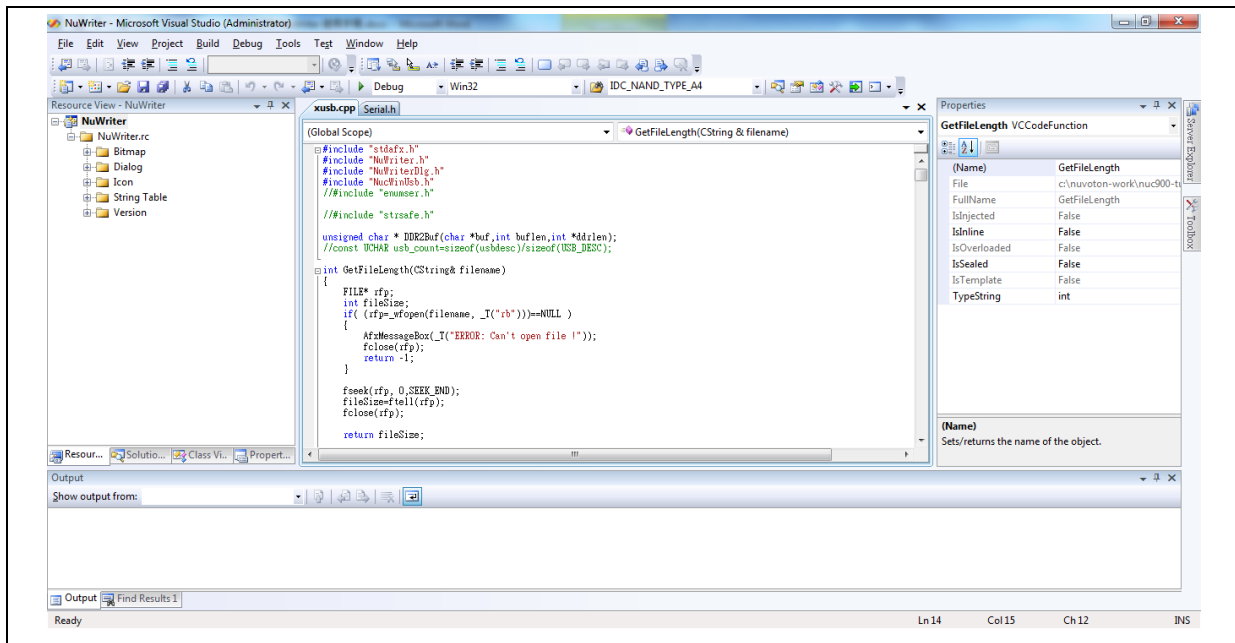 NuWriter - Microsoft Visual Studio (Administrator)
File Edit View Project Build Debug Tools Test Window Help
Debug Win32 IDC_NAND_TYPE_A4
Resource View - NuWriter
NuWriter
NuWriter.rc
Bitmap
Dialog
Icon
String Table
Version
Resour... Solutio... Class Vi... Propert...
xusb.cpp Serial.h
(Global Scope) GetFileLength(CString & filename)
#include "stdafx.h"
#include "NuWriter.h"
#include "NuWriterDlg.h"
#include "NucWinUsb.h"
//#include "enumser.h"
//#include "strsafe.h"
unsigned char * DDR2Buf(char *buf,int buflen,int *ddrlen);
//const UCHAR usb_count=sizeof(usbdesc)/sizeof(USB_DESC);
int GetFileLength(CString& filename)
{
FILE* rfp;
int fileSize;
if( (rfp=_wfopen(filename, _T("rb")))==NULL )
{
AfxMessageBox(_T("ERROR: Can't open file !"));
fclose(rfp);
return -1;
}
fseek(rfp, 0,SEEK_END);
fileSize=ftell(rfp);
fclose(rfp);
return fileSize;
Properties
GetFileLength VCCodeFunction
(Name) GetFileLength
File c:\nuvoton-work\nuc900-tu
FullName GetFileLength
IsInjected False
IsInline False
IsOverloaded False
IsSealed False
IsTemplate False
TypeString int
(Name)
Sets/returns the name of the object.
Server Explorer
Toolbox
Output
Show output from:
Output Find Results 1
Ready Ln 14 Col 15 Ch 12 INS